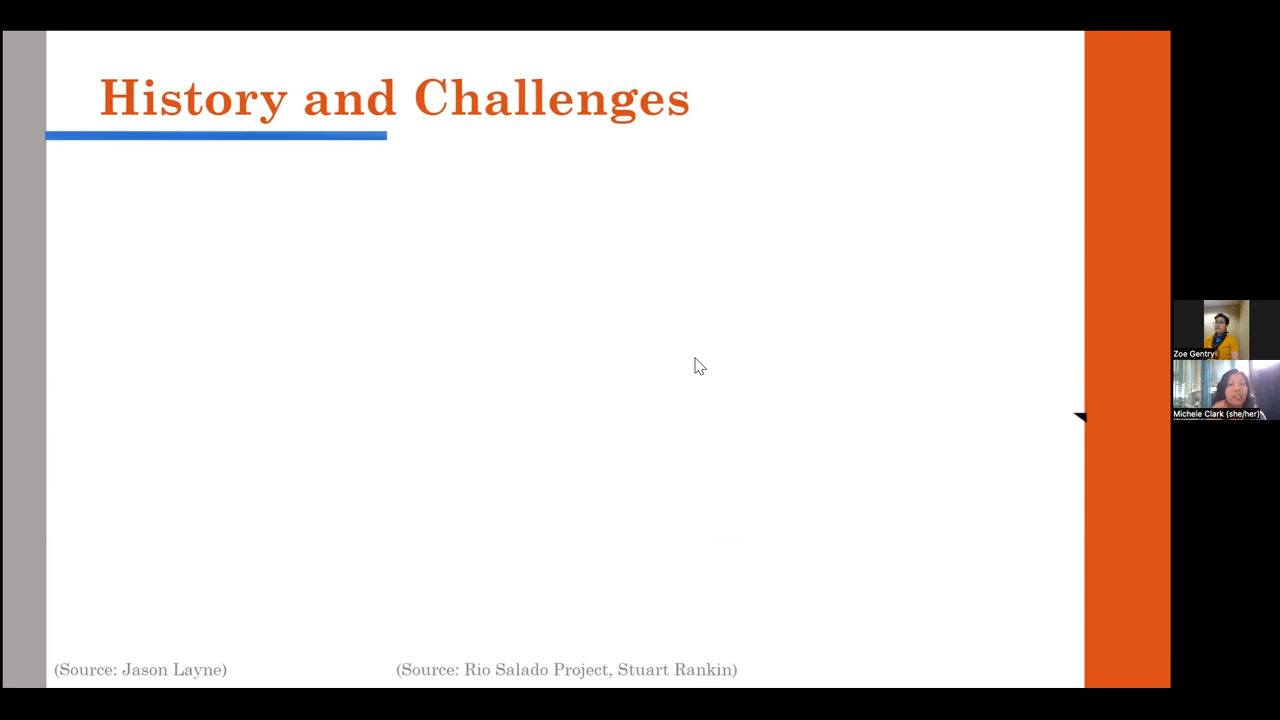 History and Challenges
Zoe Gentry
Michele Clark (she/her)
(Source: Jason Layne)
(Source: Rio Salado Project, Stuart Rankin)